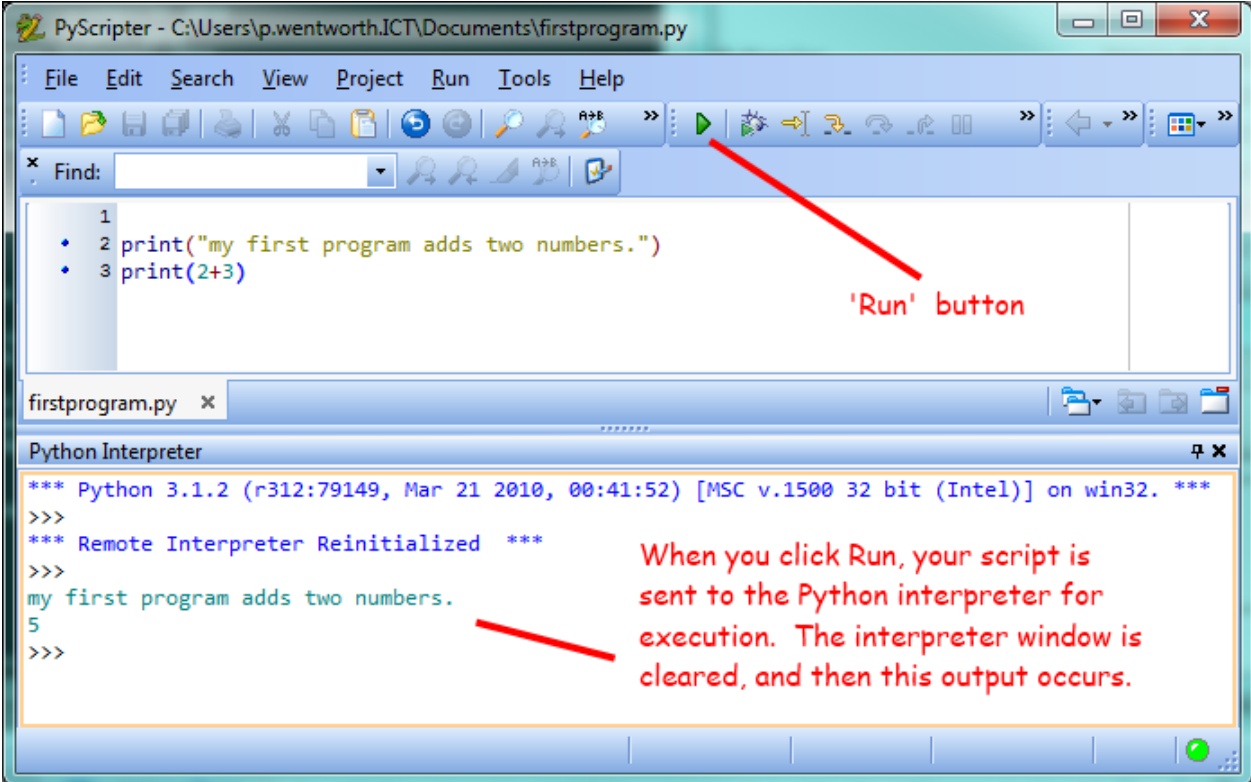 PyScripter - C:\Users\p.wentworth.ICT\Documents\firstprogram.py
File Edit Search View Project Run Tools Help
Find:
1
2 print("my first program adds two numbers.")
3 print(2+3)
'Run' button
firstprogram.py
Python Interpreter
*** Python 3.1.2 (r312:79149, Mar 21 2010, 00:41:52) [MSC v.1500 32 bit (Intel)] on win32. ***
>>>
*** Remote Interpreter Reinitialized ***
>>>
my first program adds two numbers.
5
>>>
When you click Run, your script is
sent to the Python interpreter for
execution. The interpreter window is
cleared, and then this output occurs.